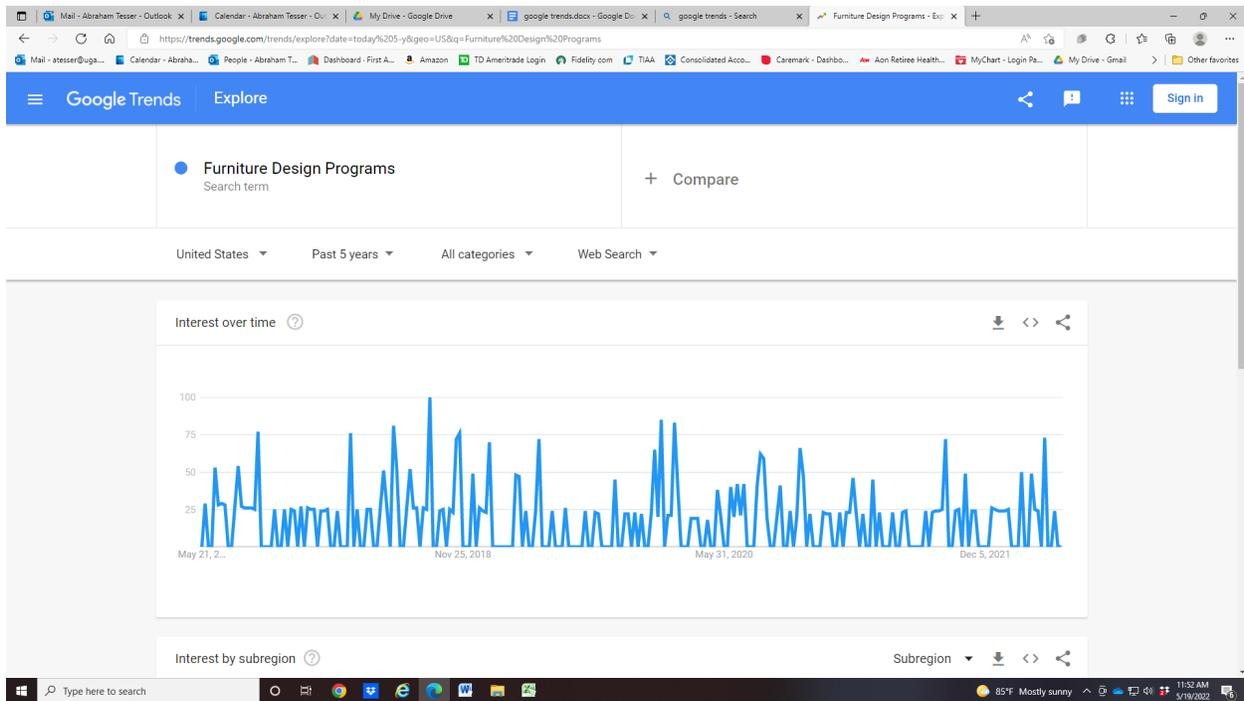 Mail - Abraham Tesser - Outlook
Calendar - Abraham Tesser - Ou
My Drive - Google Drive
google trends.docx - Google Do
google trends - Search
Furniture Design Programs - Exp
https://trends.google.com/trends/explore?date=today%205-y&geo=US&q=Furniture%20Design%20Programs
Mail - atesser@uga....
Calendar - Abraha...
People - Abraham T...
Dashboard - First A...
Amazon
TD Ameritrade Login
Fidelity com
TIAA
Consolidated Acco...
Caremark - Dashbo...
Aon Retiree Health...
MyChart - Login Pa...
My Drive - Gmail
Other favorites
Google Trends
Explore
Sign in
Furniture Design Programs
Search term
+ Compare
United States
Past 5 years
All categories
Web Search
Interest over time
100
75
50
25
May 21, 2...
Nov 25, 2018
May 31, 2020
Dec 5, 2021
Interest by subregion
Subregion
Type here to search
85°F Mostly sunny
11:52 AM
5/19/2022